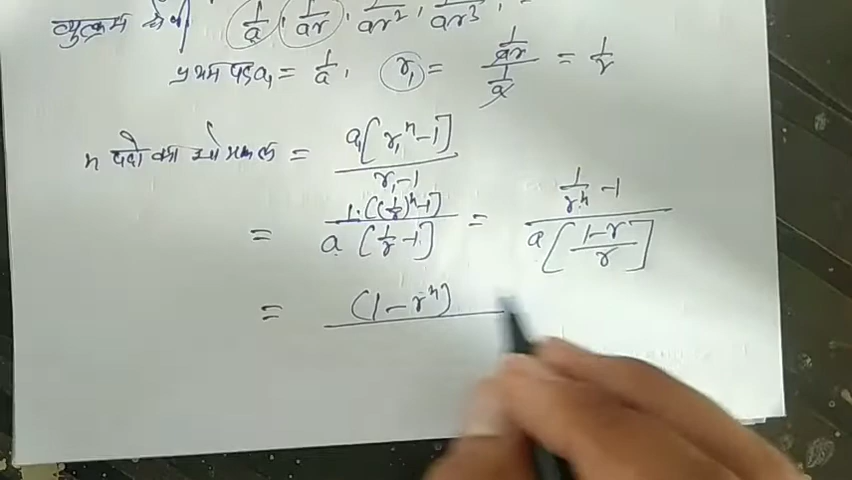 व्युत्क्रम श्रेणी 1/a, 1/ar, 1/ar², 1/ar³,
प्रथम पद a₁ = 1/a, r₁ = (1/ar)/(1/a) = 1/r
n पदों का योगफल = a₁[r₁ⁿ-1]/(r₁-1)
= 1·((1/r)ⁿ-1]/(a[1/r-1]) = (1/rⁿ - 1)/(a[(1-r)/r])
= (1-rⁿ)